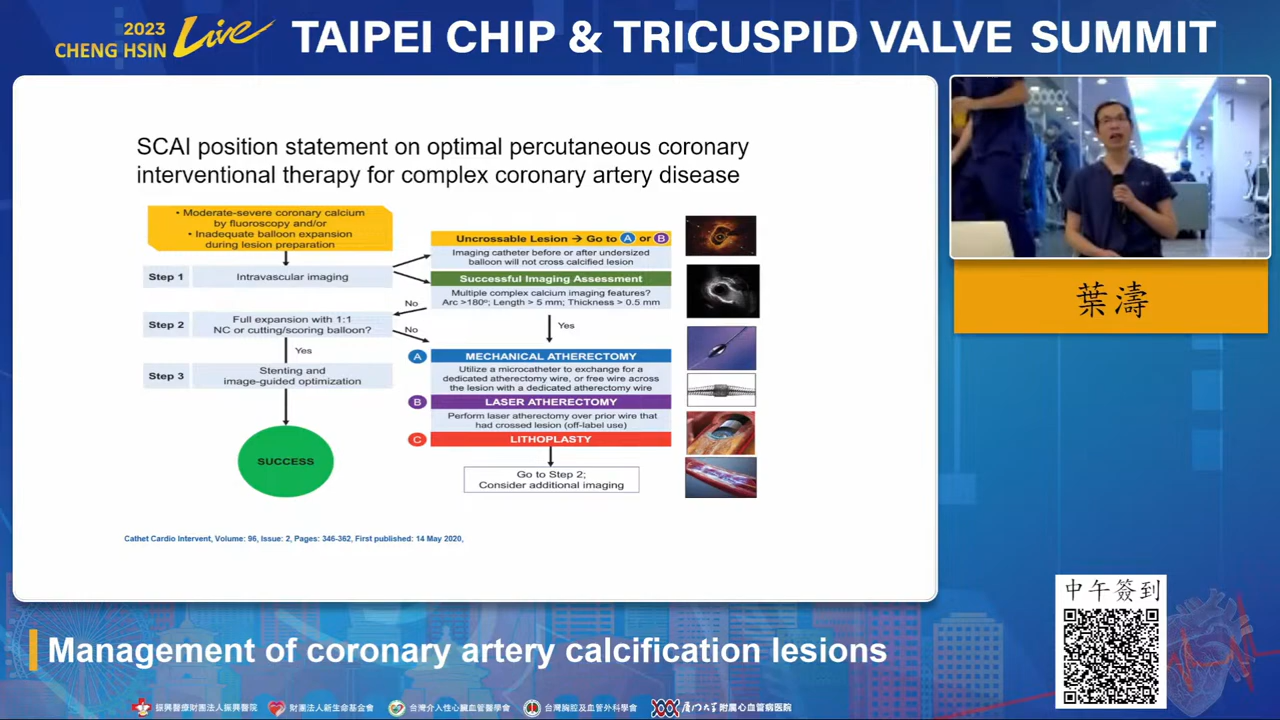 2023
CHENG HSIN Live
TAIPEI CHIP & TRICUSPID VALVE SUMMIT
SCAI position statement on optimal percutaneous coronary
interventional therapy for complex coronary artery disease
• Moderate-severe coronary calcium
by fluoroscopy and/or
• Inadequate balloon expansion
during lesion preparation
Step 1
Intravascular imaging
Uncrossable Lesion → Go to A or B
Imaging catheter before or after undersized
balloon will not cross calcified lesion
Successful Imaging Assessment
Multiple complex calcium imaging features?
Arc >180º; Length > 5 mm; Thickness > 0.5 mm
No
Yes
Step 2
Full expansion with 1:1
NC or cutting/scoring balloon?
No
Yes
Step 3
Stenting and
image-guided optimization
SUCCESS
A
MECHANICAL ATHERECTOMY
Utilize a microcatheter to exchange for a
dedicated atherectomy wire, or free wire across
the lesion with a dedicated atherectomy wire
B
LASER ATHERECTOMY
Perform laser atherectomy over prior wire that
had crossed lesion (off-label use)
C
LITHOPLASTY
Go to Step 2;
Consider additional imaging
Cathet Cardio Intervent, Volume: 96, Issue: 2, Pages: 346-362, First published: 14 May 2020,
1
2
葉濤
中午簽到
Management of coronary artery calcification lesions
振興醫療財團法人振興醫院
財團法人新生命基金會
台灣介入性心臟血管醫學會
台灣胸腔及血管外科學會
厦门大学附属心血管病医院